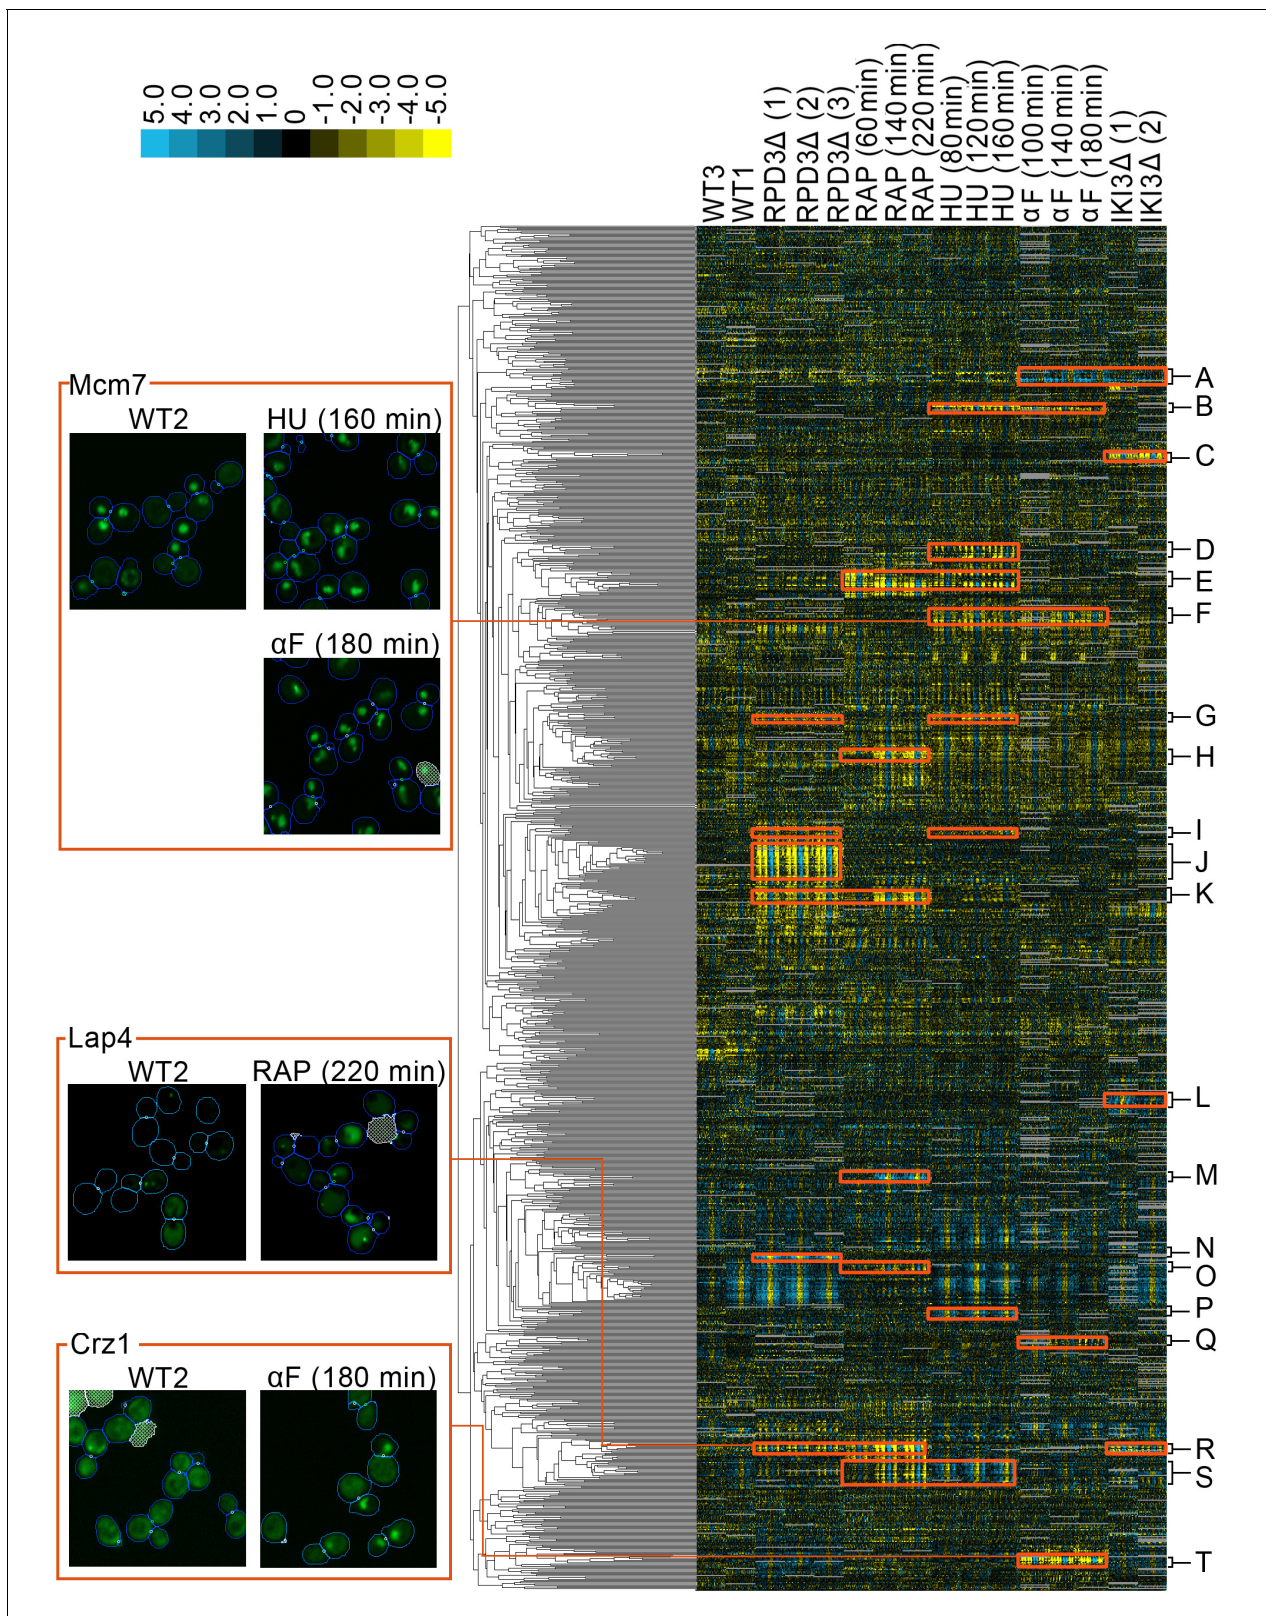 5.0
4.0
3.0
2.0
1.0
0
-1.0
-2.0
-3.0
-4.0
-5.0
WT3
WT1
RPD3Δ (1)
RPD3Δ (2)
RPD3Δ (3)
RAP (60 min)
RAP (140 min)
RAP (220 min)
HU (80 min)
HU (120 min)
HU (160 min)
αF (100 min)
αF (140 min)
αF (180 min)
IKI3Δ (1)
IKI3Δ (2)
Mcm7
WT2
HU (160 min)
αF (180 min)
Lap4
WT2
RAP (220 min)
Crz1
WT2
αF (180 min)
A
B
C
D
E
F
G
H
I
J
K
L
M
N
O
P
Q
R
S
T